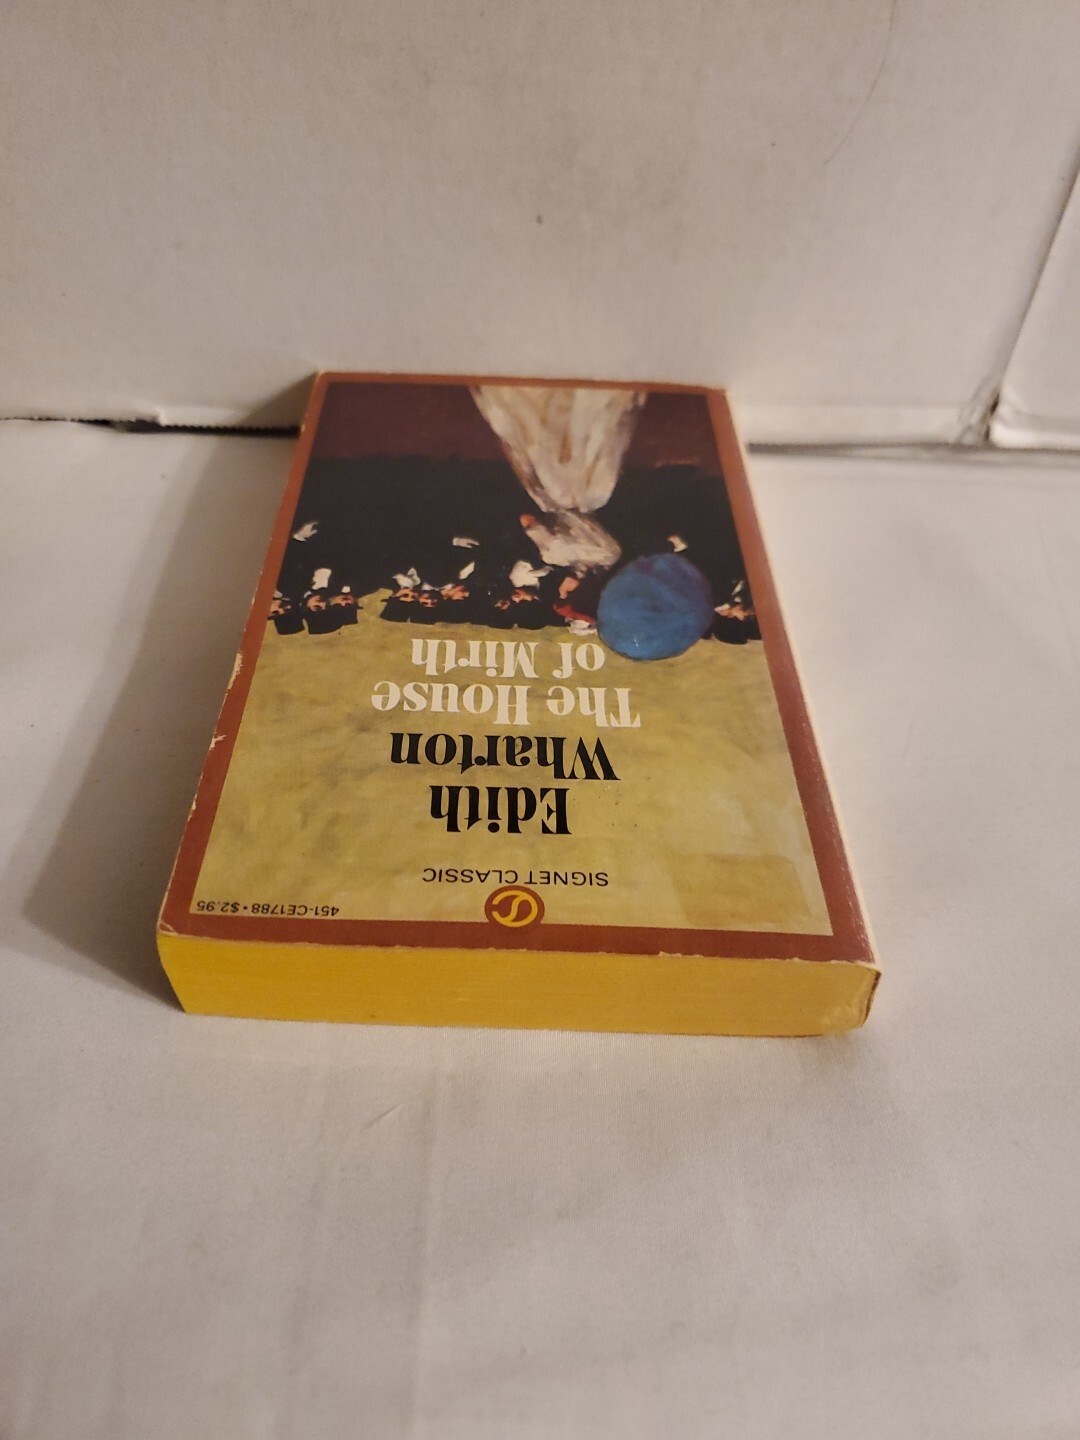 451-CE1788 • $2.95
SIGNET CLASSIC
Edith
Wharton
The House
of Mirth